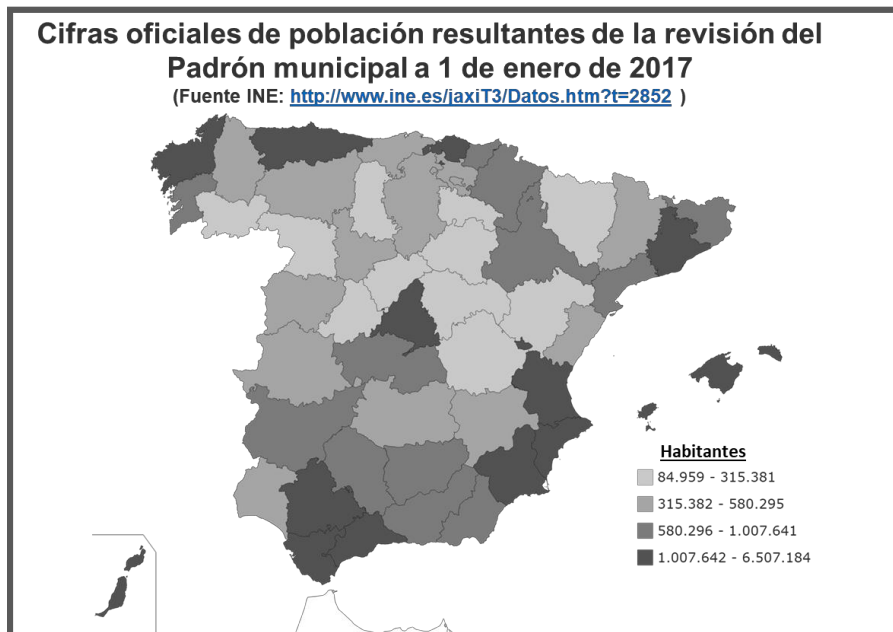 Cifras oficiales de población resultantes de la revisión del
Padrón municipal a 1 de enero de 2017
(Fuente INE: http://www.ine.es/jaxiT3/Datos.htm?t=2852 )
Habitantes
84.959 - 315.381
315.382 - 580.295
580.296 - 1.007.641
1.007.642 - 6.507.184